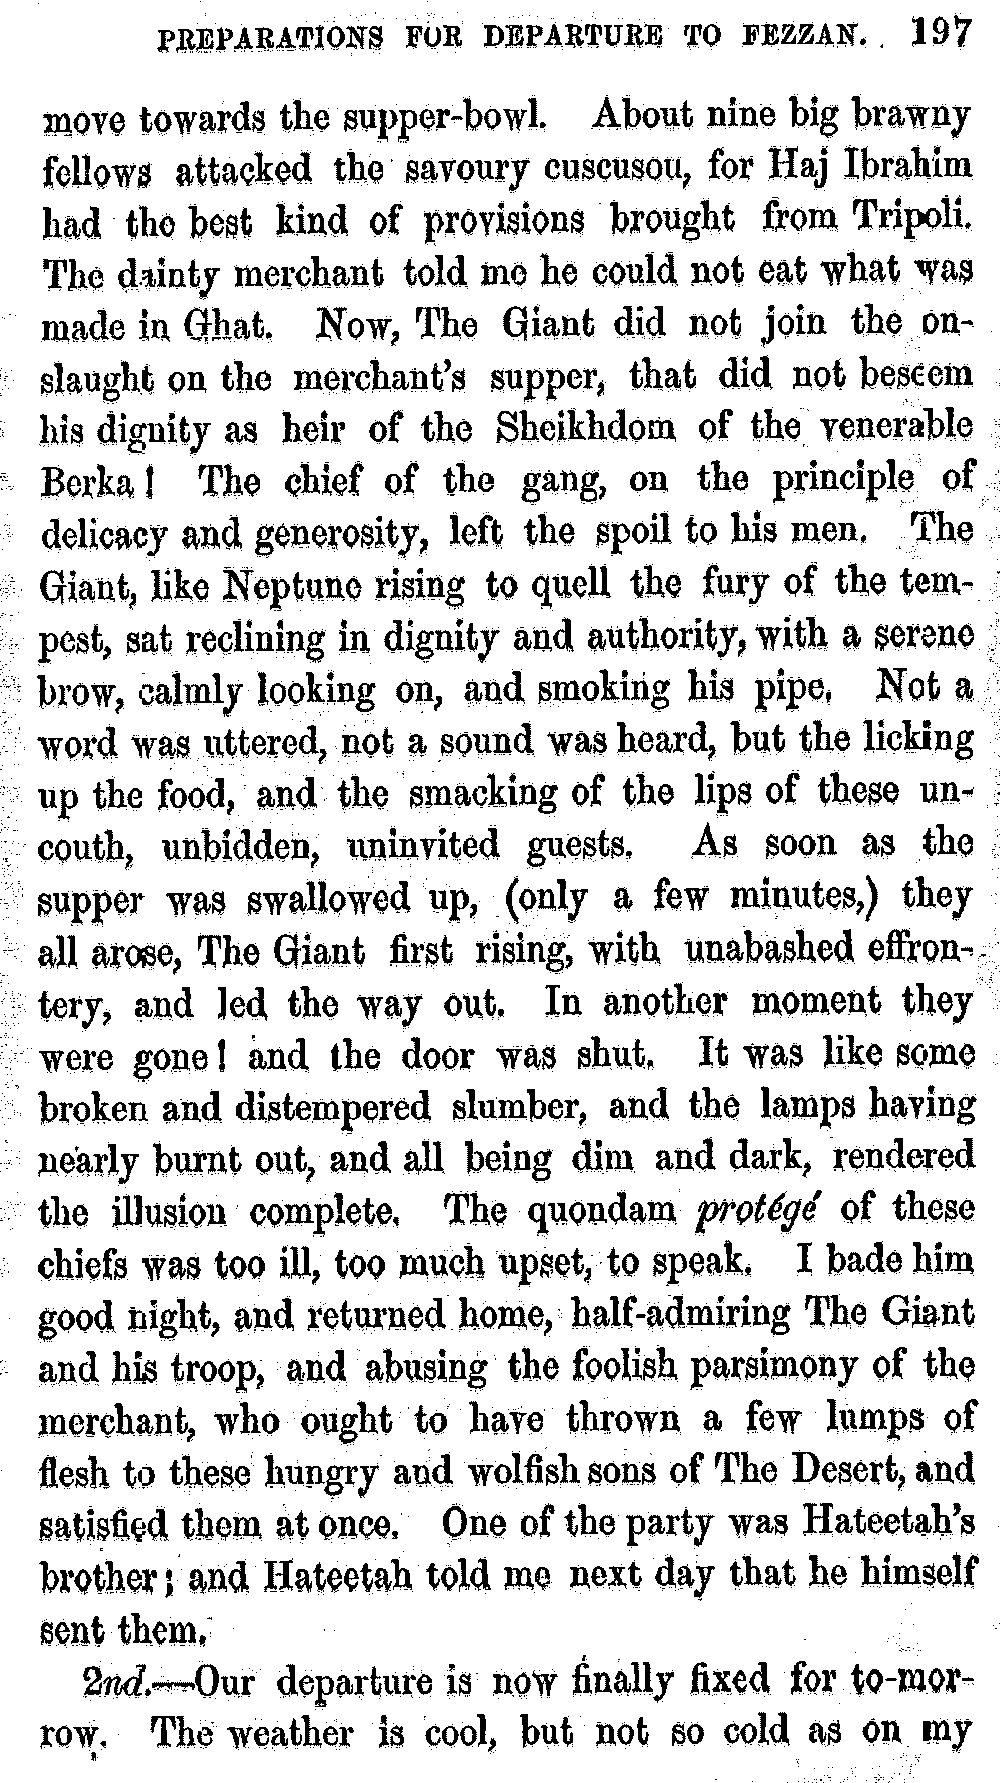 PREPARATIONS FOR DEPARTURE TO FEZZAN. 197
move towards the supper-bowl. About nine big brawny
fellows attacked the savoury cuscusou, for Haj Ibrahim
had the best kind of provisions brought from Tripoli.
The dainty merchant told me he could not eat what was
made in Ghat. Now, The Giant did not join the on-
slaught on the merchant's supper, that did not beseem
his dignity as heir of the Sheikhdom of the venerable
Berka! The chief of the gang, on the principle of
delicacy and generosity, left the spoil to his men. The
Giant, like Neptune rising to quell the fury of the tem-
pest, sat reclining in dignity and authority, with a serene
brow, calmly looking on, and smoking his pipe. Not a
word was uttered, not a sound was heard, but the licking
up the food, and the smacking of the lips of these un-
couth, unbidden, uninvited guests. As soon as the
supper was swallowed up, (only a few minutes,) they
all arose, The Giant first rising, with unabashed effron-
tery, and led the way out. In another moment they
were gone! and the door was shut. It was like some
broken and distempered slumber, and the lamps having
nearly burnt out, and all being dim and dark, rendered
the illusion complete. The quondam protégé of these
chiefs was too ill, too much upset, to speak. I bade him
good night, and returned home, half-admiring The Giant
and his troop, and abusing the foolish parsimony of the
merchant, who ought to have thrown a few lumps of
flesh to these hungry and wolfish sons of The Desert, and
satisfied them at once. One of the party was Hateetah's
brother; and Hateetah told me next day that he himself
sent them.
2nd.—Our departure is now finally fixed for to-mor-
row. The weather is cool, but not so cold as on my